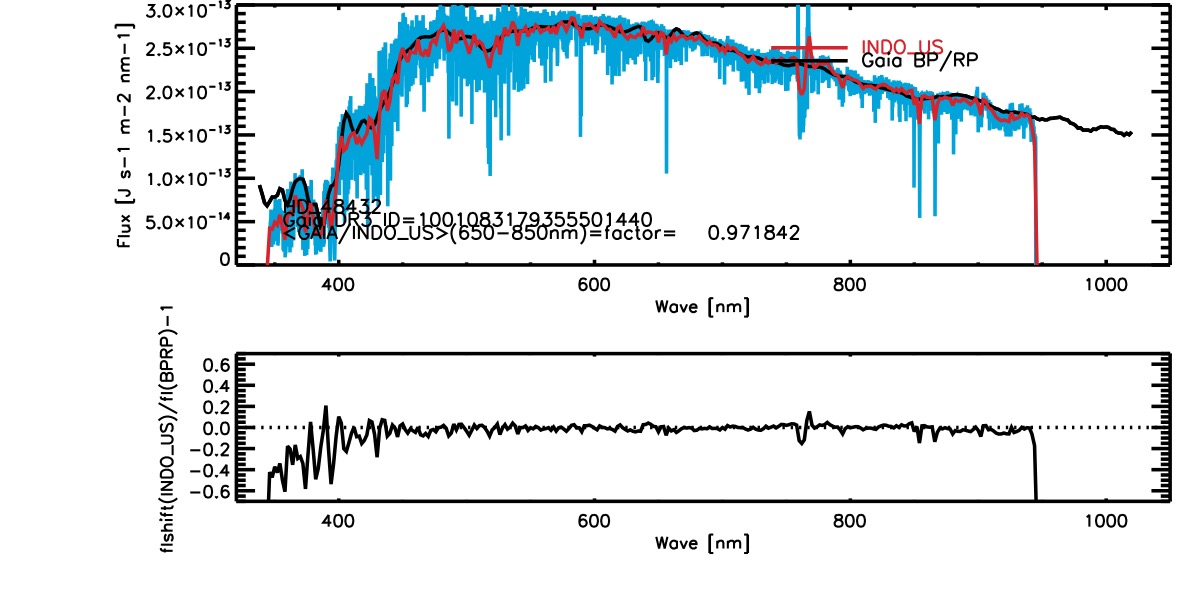 3.0×10−13
2.5×10−13
2.0×10−13
1.5×10−13
1.0×10−13
5.0×10−14
0
Flux [J s−1 m−2 nm−1]
INDO_US
Gaia BP/RP
HD 48432
Gaia DR3 ID=1001083179355501440
<GAIA/INDO_US>(650−850nm)=factor= 0.971842
400 600 800 1000
Wave [nm]
0.6
0.4
0.2
0.0
−0.2
−0.4
−0.6
flshift(INDO_US)/fl(BPRP)−1
400 600 800 1000
Wave [nm]